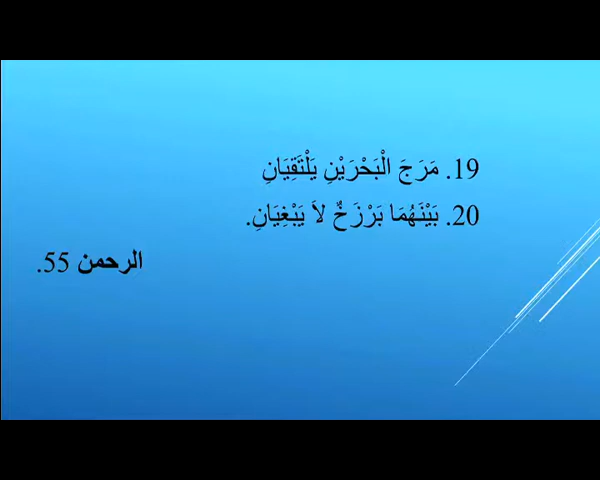 19. مَرَجَ الْبَحْرَيْنِ يَلْتَقِيَانِ
20. بَيْنَهُمَا بَرْزَخٌ لاَ يَبْغِيَانِ.
الرحمن 55.